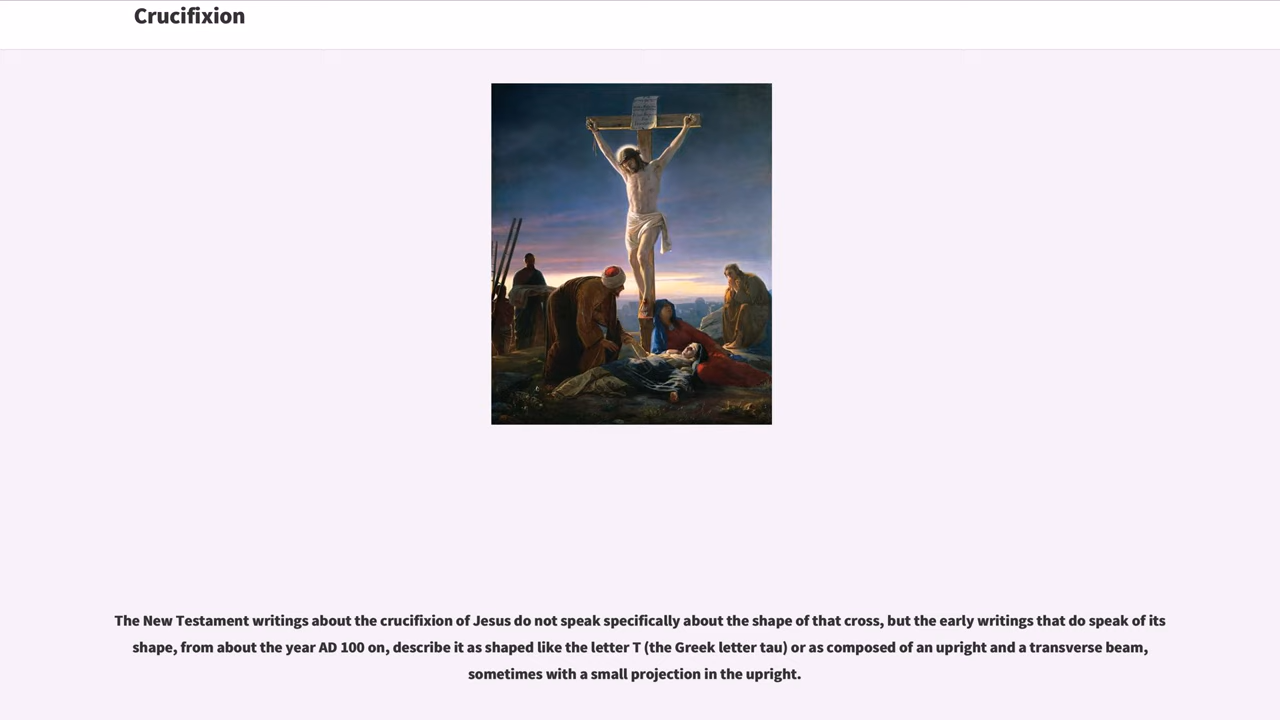 Crucifixion
The New Testament writings about the crucifixion of Jesus do not speak specifically about the shape of that cross, but the early writings that do speak of its
shape, from about the year AD 100 on, describe it as shaped like the letter T (the Greek letter tau) or as composed of an upright and a transverse beam,
sometimes with a small projection in the upright.